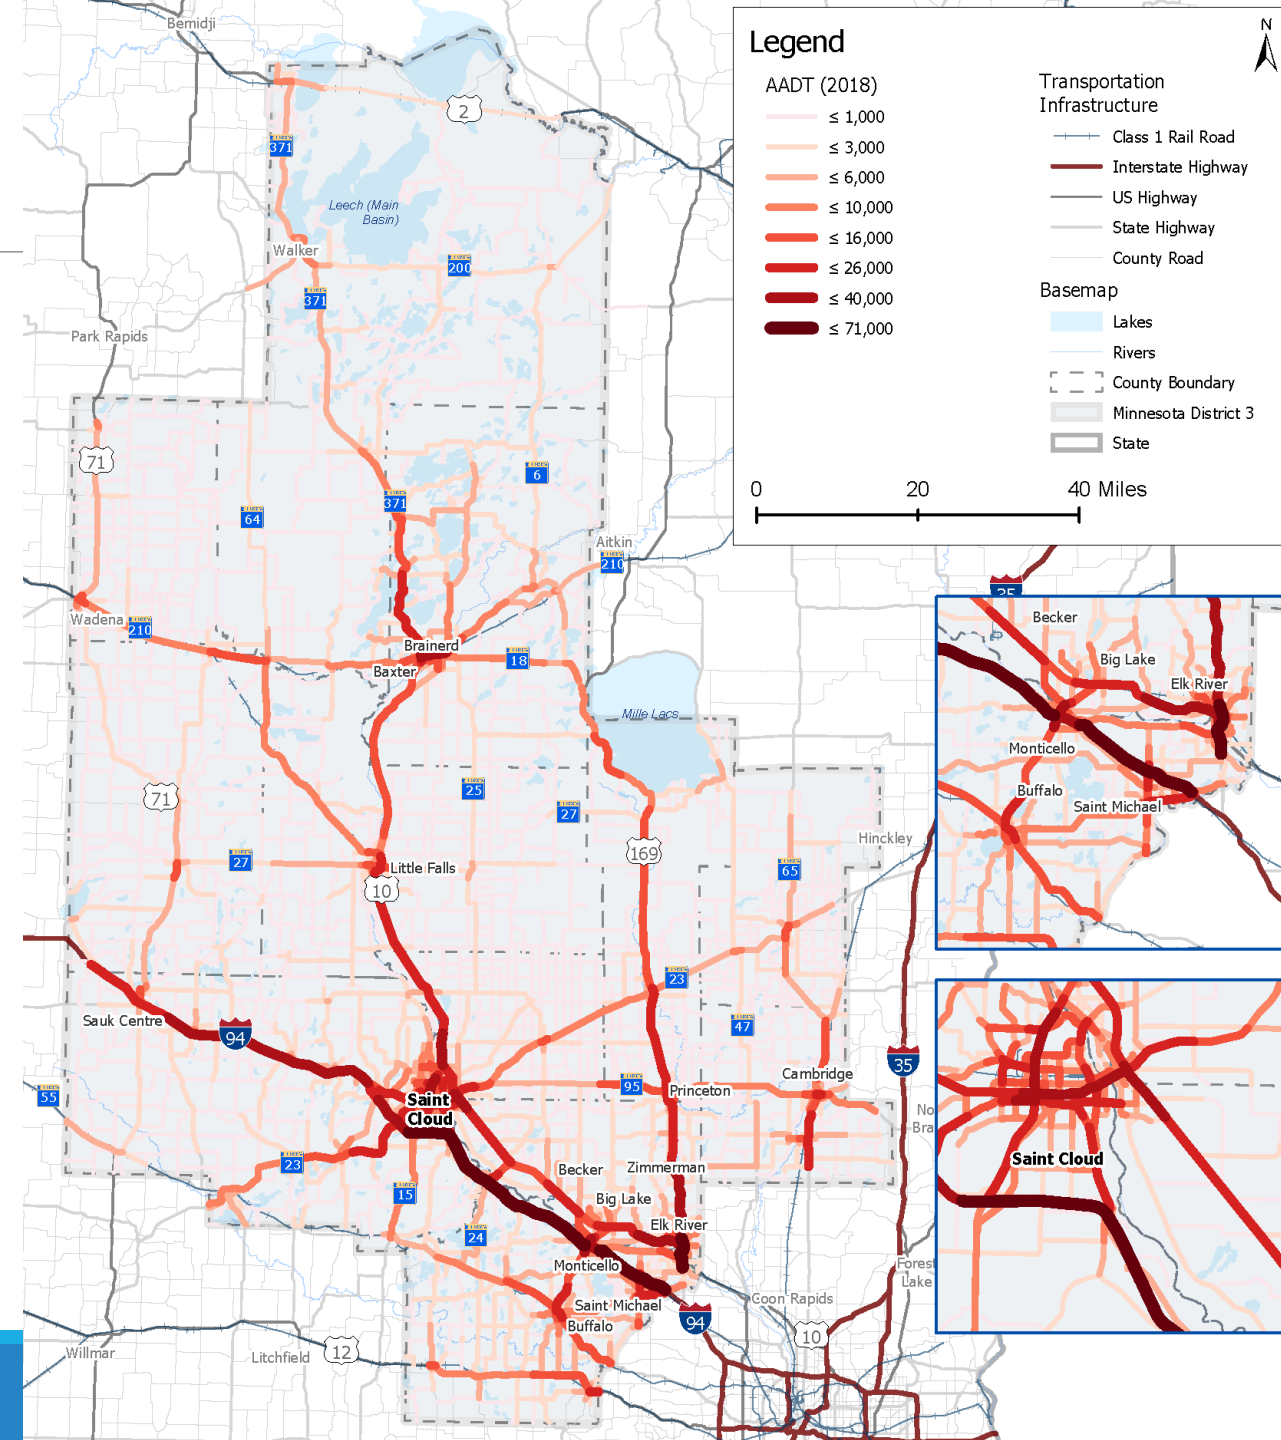 Legend
AADT (2018)
≤ 1,000
≤ 3,000
≤ 6,000
≤ 10,000
≤ 16,000
≤ 26,000
≤ 40,000
≤ 71,000
Transportation
Infrastructure
Class 1 Rail Road
Interstate Highway
US Highway
State Highway
County Road
Basemap
Lakes
Rivers
County Boundary
Minnesota District 3
State
N
0 20 40 Miles
Bemidji
2
371
Leech (Main
Basin)
Walker
200
371
Park Rapids
71
371
6
64
Aitkin
210
35
Wadena
210
Brainerd
18
Baxter
Mille Lacs
71
25
27
169
Hinckley
27
65
Little Falls
10
23
Sauk Centre
94
47
35
55
95
Princeton
Cambridge
Saint
Cloud
23
15
Becker
Zimmerman
Big Lake
Elk River
24
Monticello
Saint Michael
Buffalo
94
Coon Rapids
10
Forest
Lake
No
Bra
Willmar
Litchfield
12
Becker
Big Lake
Elk River
Monticello
Buffalo
Saint Michael
Saint Cloud